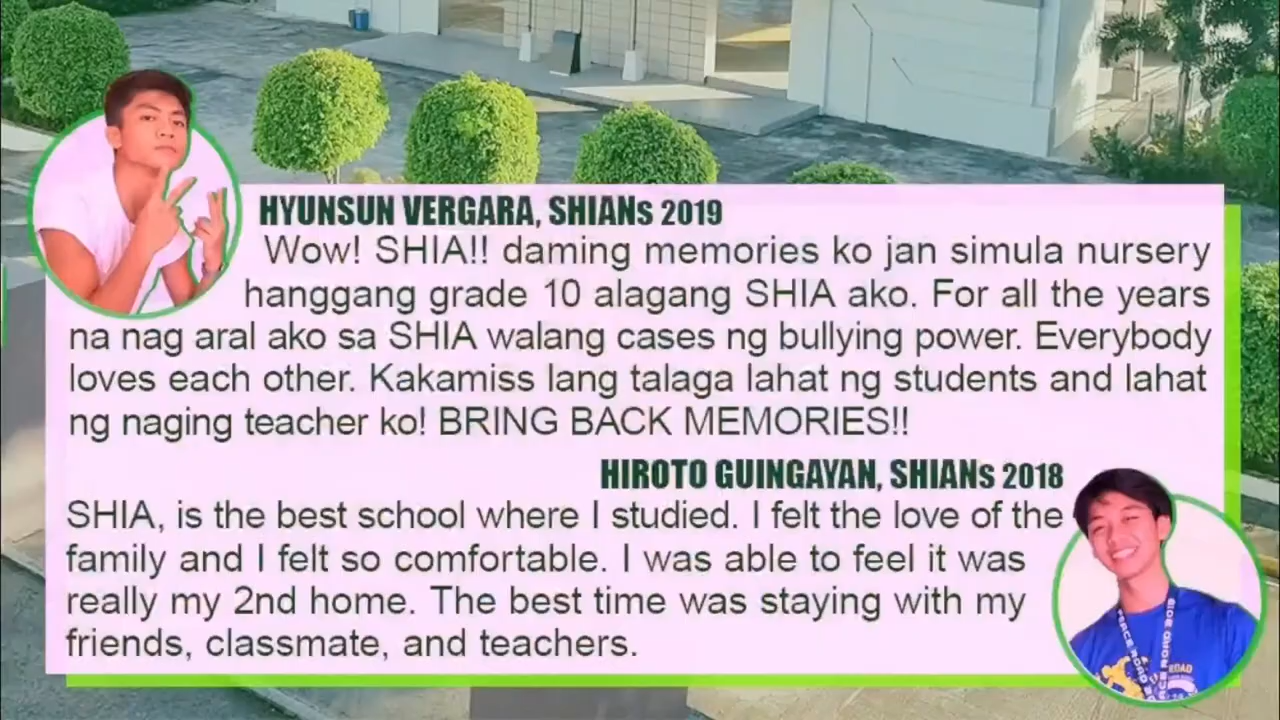 HYUNSUN VERGARA, SHIANs 2019
Wow! SHIA!! daming memories ko jan simula nursery
hanggang grade 10 alagang SHIA ako. For all the years
na nag aral ako sa SHIA walang cases ng bullying power. Everybody
loves each other. Kakamiss lang talaga lahat ng students and lahat
ng naging teacher ko! BRING BACK MEMORIES!!
HIROTO GUINGAYAN, SHIANs 2018
SHIA, is the best school where I studied. I felt the love of the
family and I felt so comfortable. I was able to feel it was
really my 2nd home. The best time was staying with my
friends, classmate, and teachers.
PEACE ROAD 2019